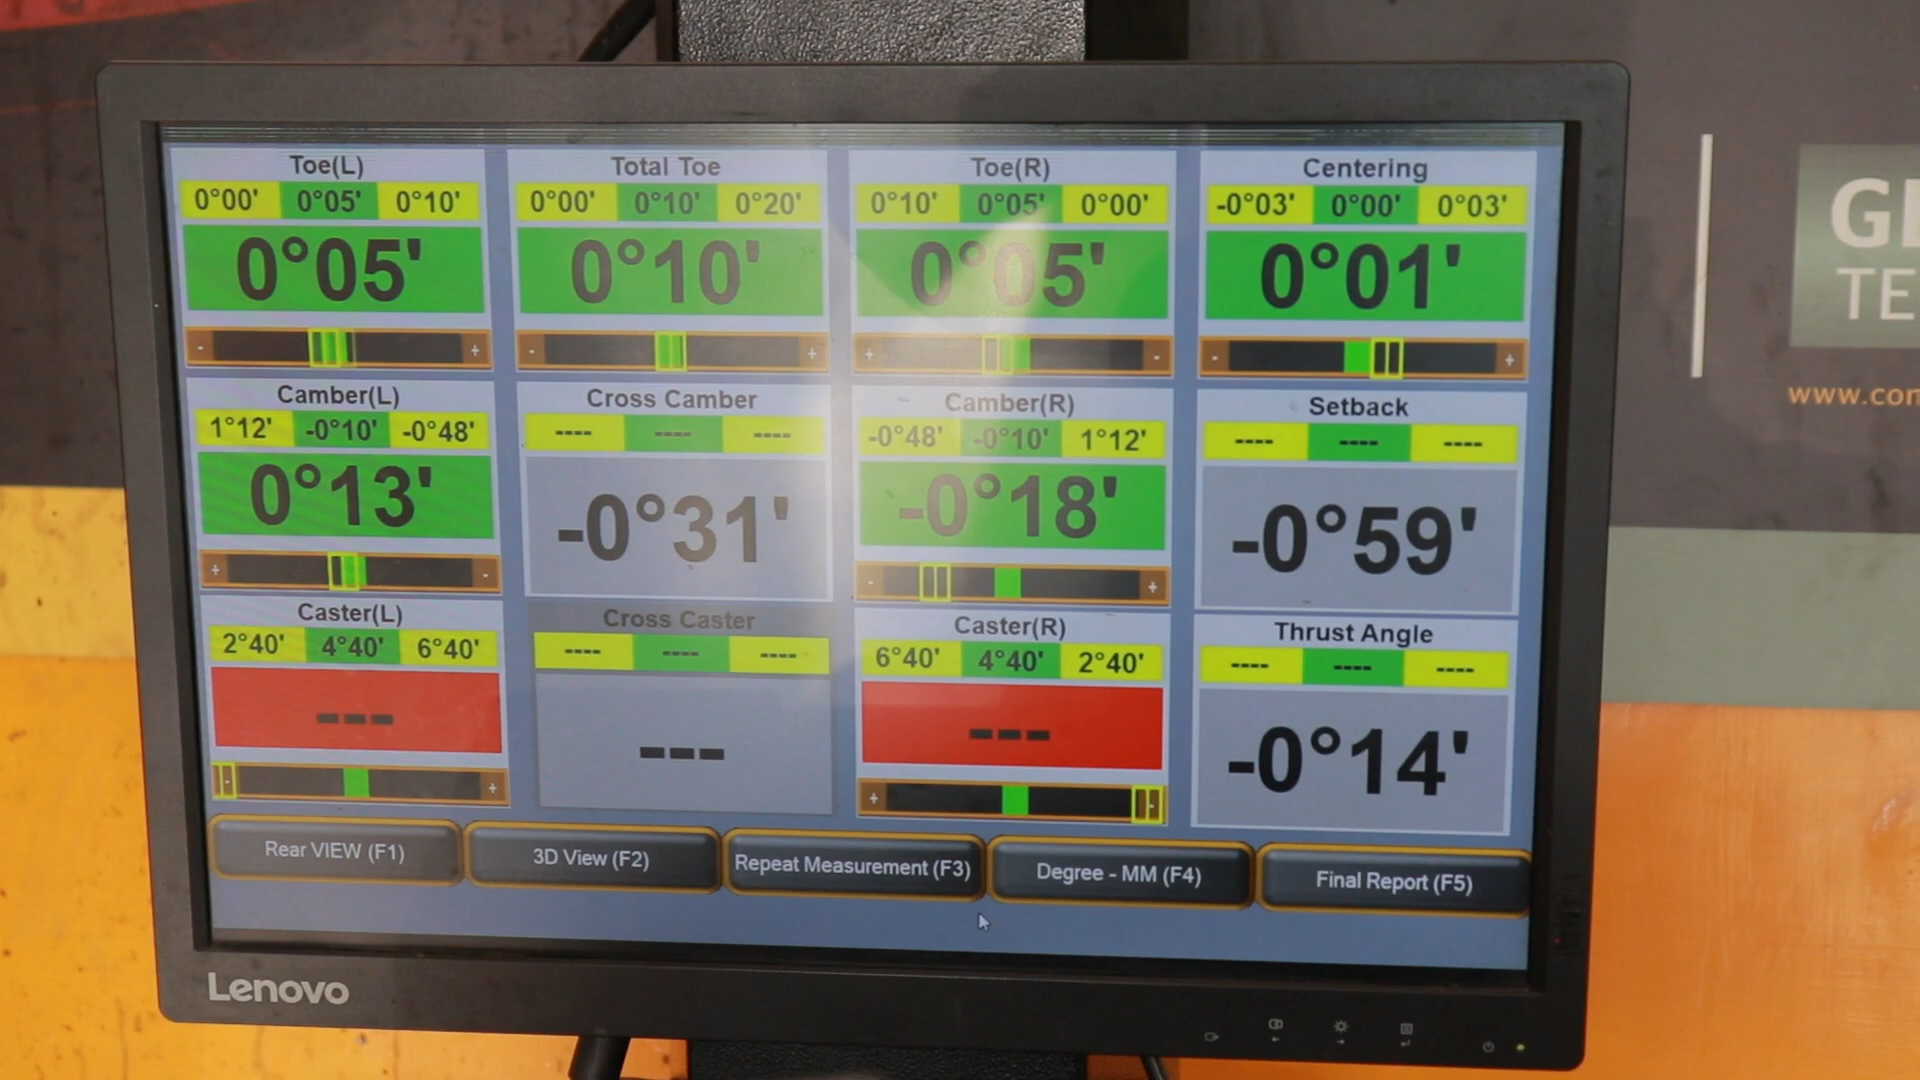 Toe(L)
0°00' 0°05' 0°10'
0°05'
- +
Total Toe
0°00' 0°10' 0°20'
0°10'
- +
Toe(R)
0°10' 0°05' 0°00'
0°05'
+ -
Centering
-0°03' 0°00' 0°03'
0°01'
- +
Camber(L)
1°12' -0°10' -0°48'
0°13'
+ -
Cross Camber
---- ---- ----
-0°31'
Camber(R)
-0°48' -0°10' 1°12'
-0°18'
- +
Setback
---- ---- ----
-0°59'
Caster(L)
2°40' 4°40' 6°40'
---
- +
Cross Caster
---- ---- ----
---
Caster(R)
6°40' 4°40' 2°40'
---
+ -
Thrust Angle
---- ---- ----
-0°14'
Rear VIEW (F1)
3D View (F2)
Repeat Measurement (F3)
Degree - MM (F4)
Final Report (F5)
Lenovo
TE
www.con